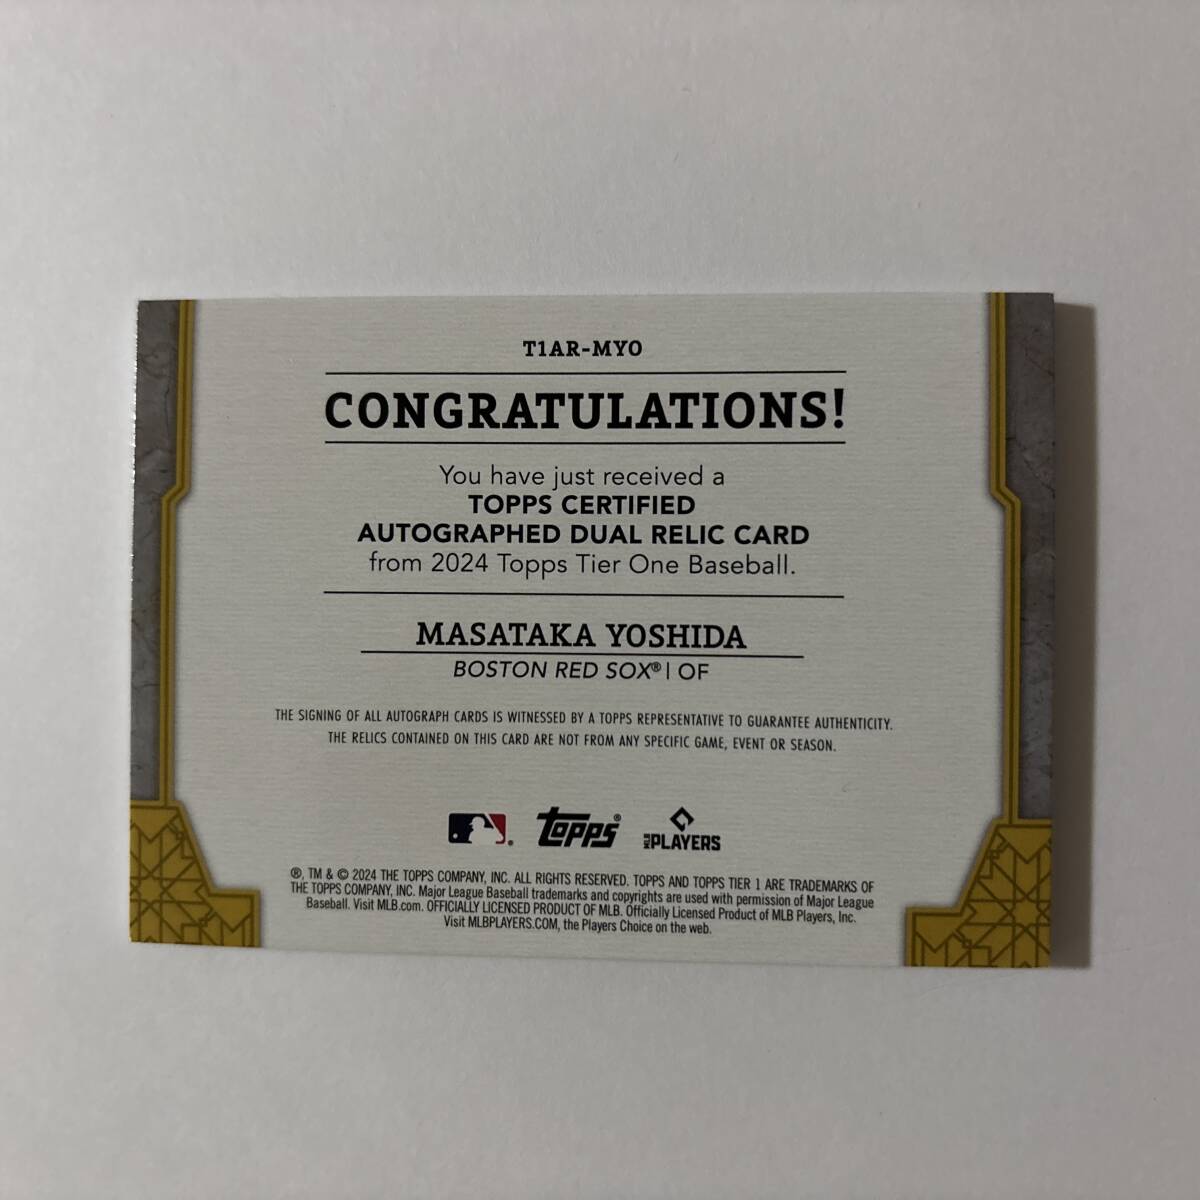 T1AR-MYO
CONGRATULATIONS!
You have just received a
TOPPS CERTIFIED
AUTOGRAPHED DUAL RELIC CARD
from 2024 Topps Tier One Baseball.
MASATAKA YOSHIDA
BOSTON RED SOX® | OF
THE SIGNING OF ALL AUTOGRAPH CARDS IS WITNESSED BY A TOPPS REPRESENTATIVE TO GUARANTEE AUTHENTICITY.
THE RELICS CONTAINED ON THIS CARD ARE NOT FROM ANY SPECIFIC GAME, EVENT OR SEASON.
Topps® MLB PLAYERS
®, TM & © 2024 THE TOPPS COMPANY, INC. ALL RIGHTS RESERVED. TOPPS AND TOPPS TIER 1 ARE TRADEMARKS OF
THE TOPPS COMPANY, INC. Major League Baseball trademarks and copyrights are used with permission of Major League
Baseball. Visit MLB.com. OFFICIALLY LICENSED PRODUCT OF MLB. Officially Licensed Product of MLB Players, Inc.
Visit MLBPLAYERS.COM, the Players Choice on the web.